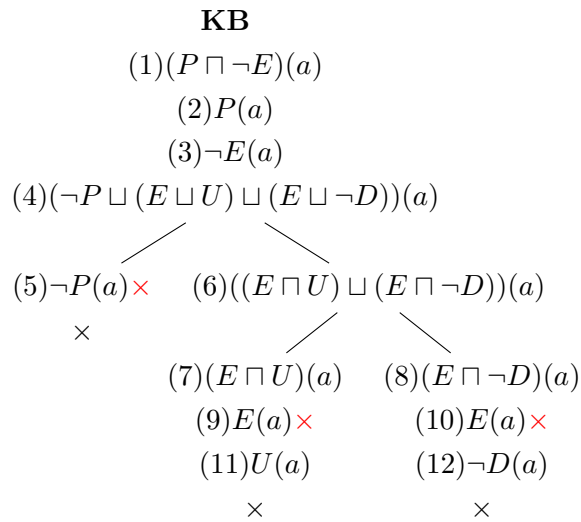 KB
(1)(P ⊓ ¬E)(a)
(2)P(a)
(3)¬E(a)
(4)(¬P ⊔ (E ⊔ U) ⊔ (E ⊔ ¬D))(a)
(5)¬P(a)× (6)((E ⊓ U) ⊔ (E ⊓ ¬D))(a)
×
(7)(E ⊓ U)(a) (8)(E ⊓ ¬D)(a)
(9)E(a)× (10)E(a)×
(11)U(a) (12)¬D(a)
× ×